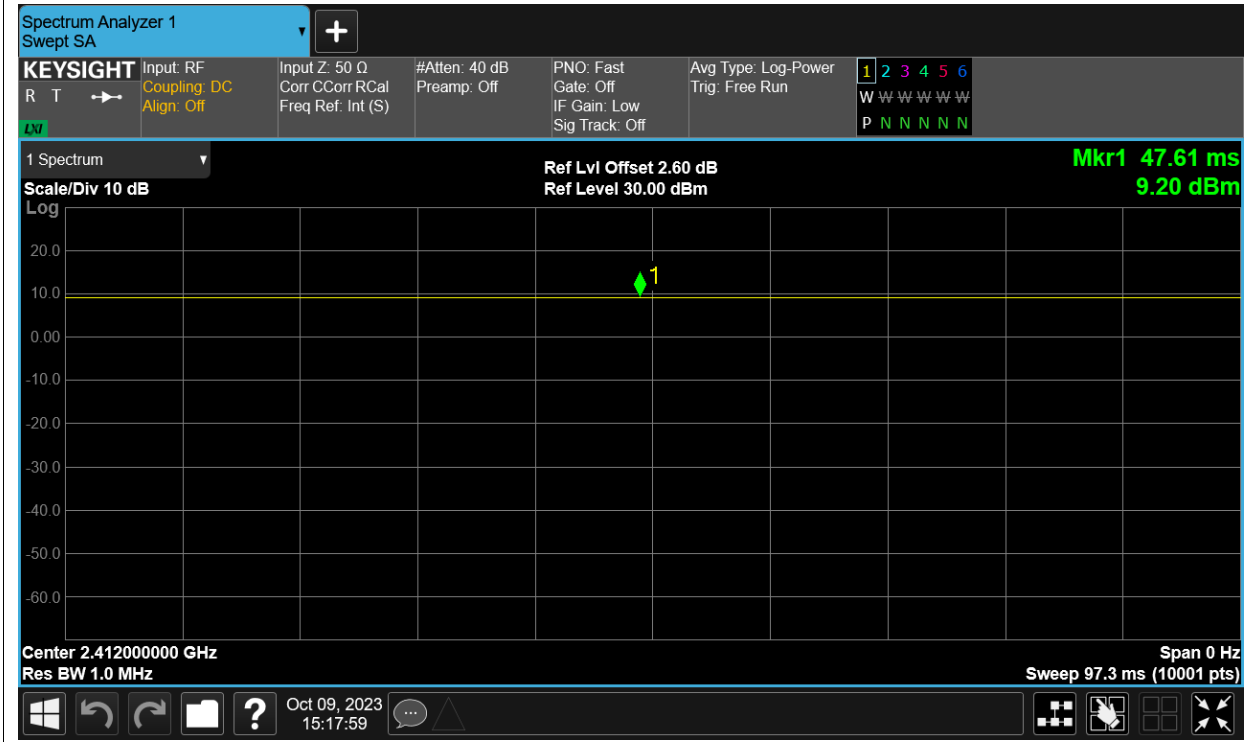 Spectrum Analyzer 1
Swept SA
KEYSIGHT
R T
LXI
Input: RF
Coupling: DC
Align: Off
Input Z: 50 Ω
Corr CCorr RCal
Freq Ref: Int (S)
#Atten: 40 dB
Preamp: Off
PNO: Fast
Gate: Off
IF Gain: Low
Sig Track: Off
Avg Type: Log-Power
Trig: Free Run
1 2 3 4 5 6
W W W W W W
P N N N N N
1 Spectrum
Scale/Div 10 dB
Log
Ref Lvl Offset 2.60 dB
Ref Level 30.00 dBm
Mkr1 47.61 ms
9.20 dBm
20.0
10.0
0.00
-10.0
-20.0
-30.0
-40.0
-50.0
-60.0
1
Center 2.412000000 GHz
Res BW 1.0 MHz
Span 0 Hz
Sweep 97.3 ms (10001 pts)
?
Oct 09, 2023
15:17:59